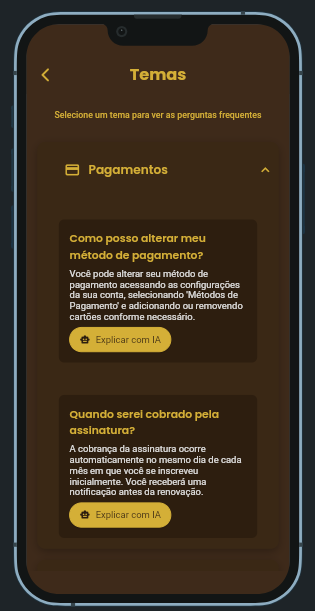 Temas
Selecione um tema para ver as perguntas frequentes
Pagamentos
Como posso alterar meu
método de pagamento?
Você pode alterar seu método de
pagamento acessando as configurações
da sua conta, selecionando 'Métodos de
Pagamento' e adicionando ou removendo
cartões conforme necessário.
Explicar com IA
Quando serei cobrado pela
assinatura?
A cobrança da assinatura ocorre
automaticamente no mesmo dia de cada
mês em que você se inscreveu
inicialmente. Você receberá uma
notificação antes da renovação.
Explicar com IA